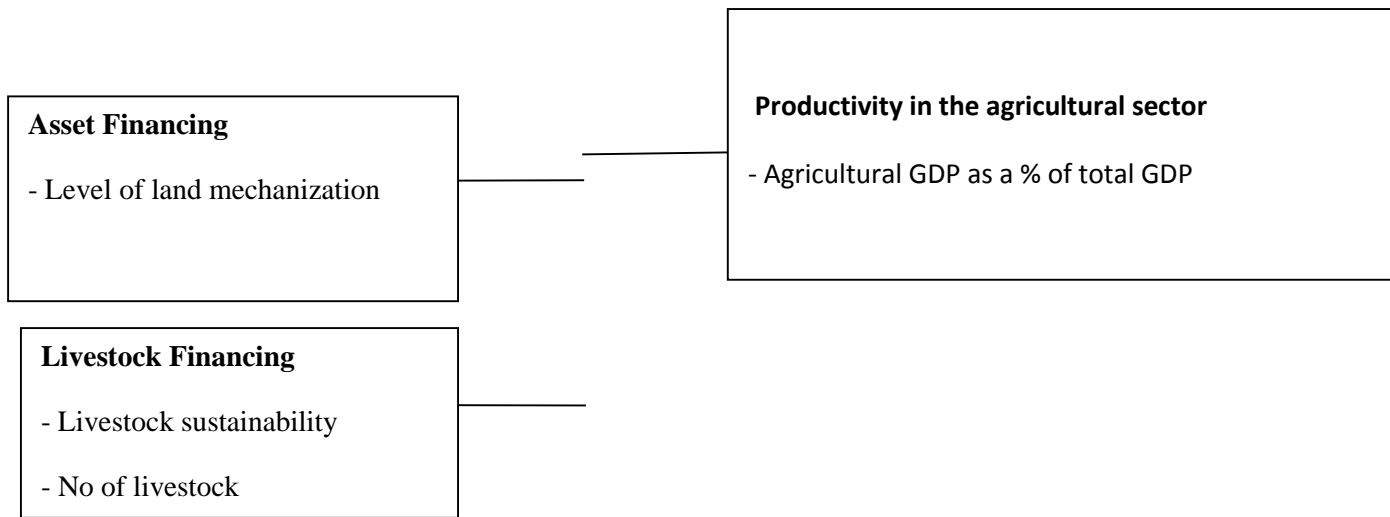 Asset Financing
- Level of land mechanization
Productivity in the agricultural sector
- Agricultural GDP as a % of total GDP
Livestock Financing
- Livestock sustainability
- No of livestock